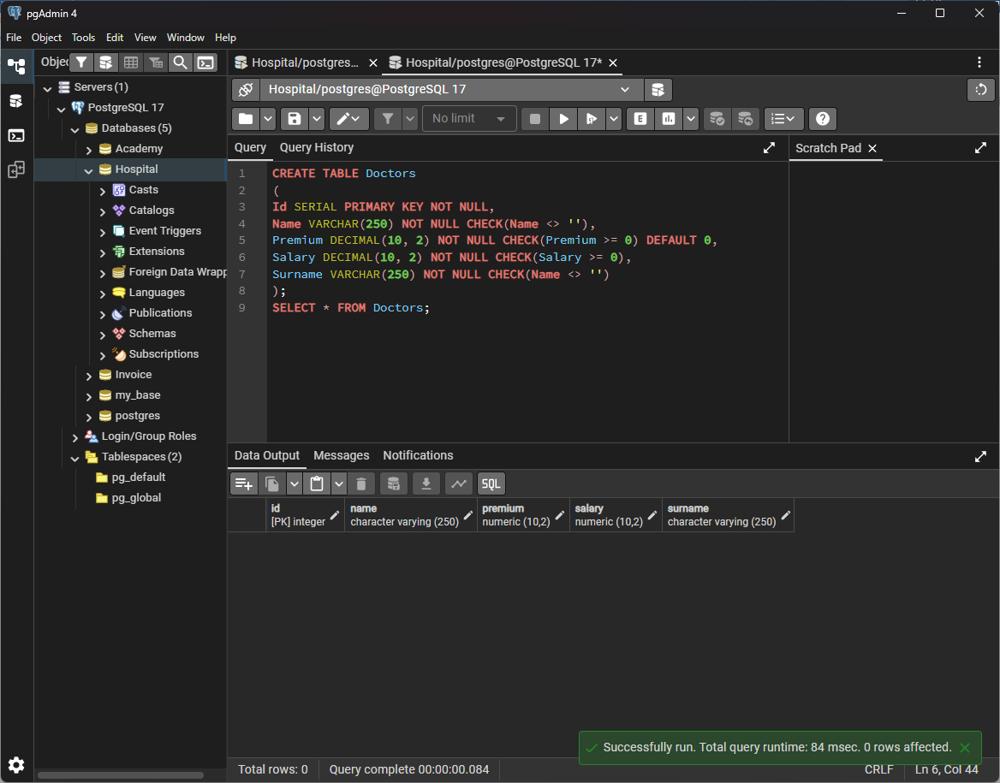 pgAdmin 4
File Object Tools Edit View Window Help
Objec
Servers (1)
PostgreSQL 17
Databases (5)
Academy
Hospital
Casts
Catalogs
Event Triggers
Extensions
Foreign Data Wrapp
Languages
Publications
Schemas
Subscriptions
Invoice
my_base
postgres
Login/Group Roles
Tablespaces (2)
pg_default
pg_global
Hospital/postgres... Hospital/postgres@PostgreSQL 17*
Hospital/postgres@PostgreSQL 17
No limit E
Query Query History
Scratch Pad
1 CREATE TABLE Doctors
2 (
3 Id SERIAL PRIMARY KEY NOT NULL,
4 Name VARCHAR(250) NOT NULL CHECK(Name <> ''),
5 Premium DECIMAL(10, 2) NOT NULL CHECK(Premium >= 0) DEFAULT 0,
6 Salary DECIMAL(10, 2) NOT NULL CHECK(Salary >= 0),
7 Surname VARCHAR(250) NOT NULL CHECK(Name <> '')
8 );
9 SELECT * FROM Doctors;
Data Output Messages Notifications
SQL
id name premium salary surname
[PK] integer character varying (250) numeric (10,2) numeric (10,2) character varying (250)
Successfully run. Total query runtime: 84 msec. 0 rows affected.
Total rows: 0 Query complete 00:00:00.084 CRLF Ln 6, Col 44